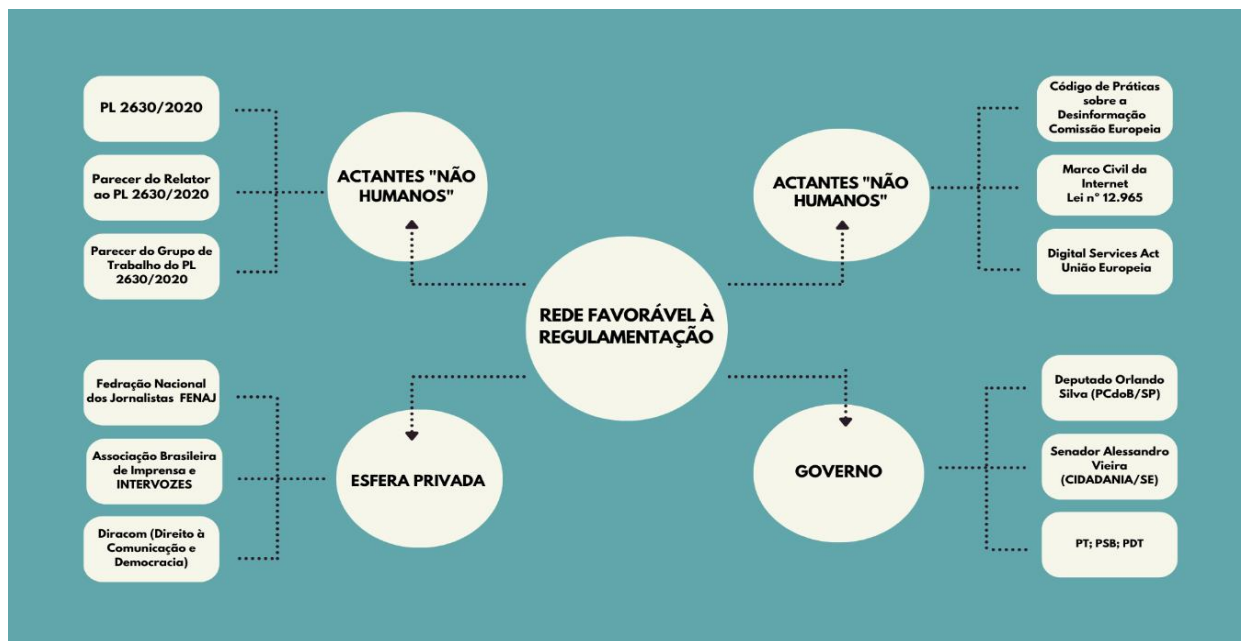 PL 2630/2020
Parecer do Relator
ao PL 2630/2020
Parecer do Grupo de
Trabalho do PL
2630/2020
ACTANTES "NÃO
HUMANOS"
ACTANTES "NÃO
HUMANOS"
Código de Práticas
sobre a
Desinformação
Comissão Europeia
Marco Civil da
Internet
Lei nº 12.965
Digital Services Act
União Europeia
REDE FAVORÁVEL À
REGULAMENTAÇÃO
Fedração Nacional
dos Jornalistas FENAJ
Associação Brasileira
de Imprensa e
INTERVOZES
Diracom (Direito à
Comunicação e
Democracia)
ESFERA PRIVADA
GOVERNO
Deputado Orlando
Silva (PCdoB/SP)
Senador Alessandro
Vieira
(CIDADANIA/SE)
PT; PSB; PDT